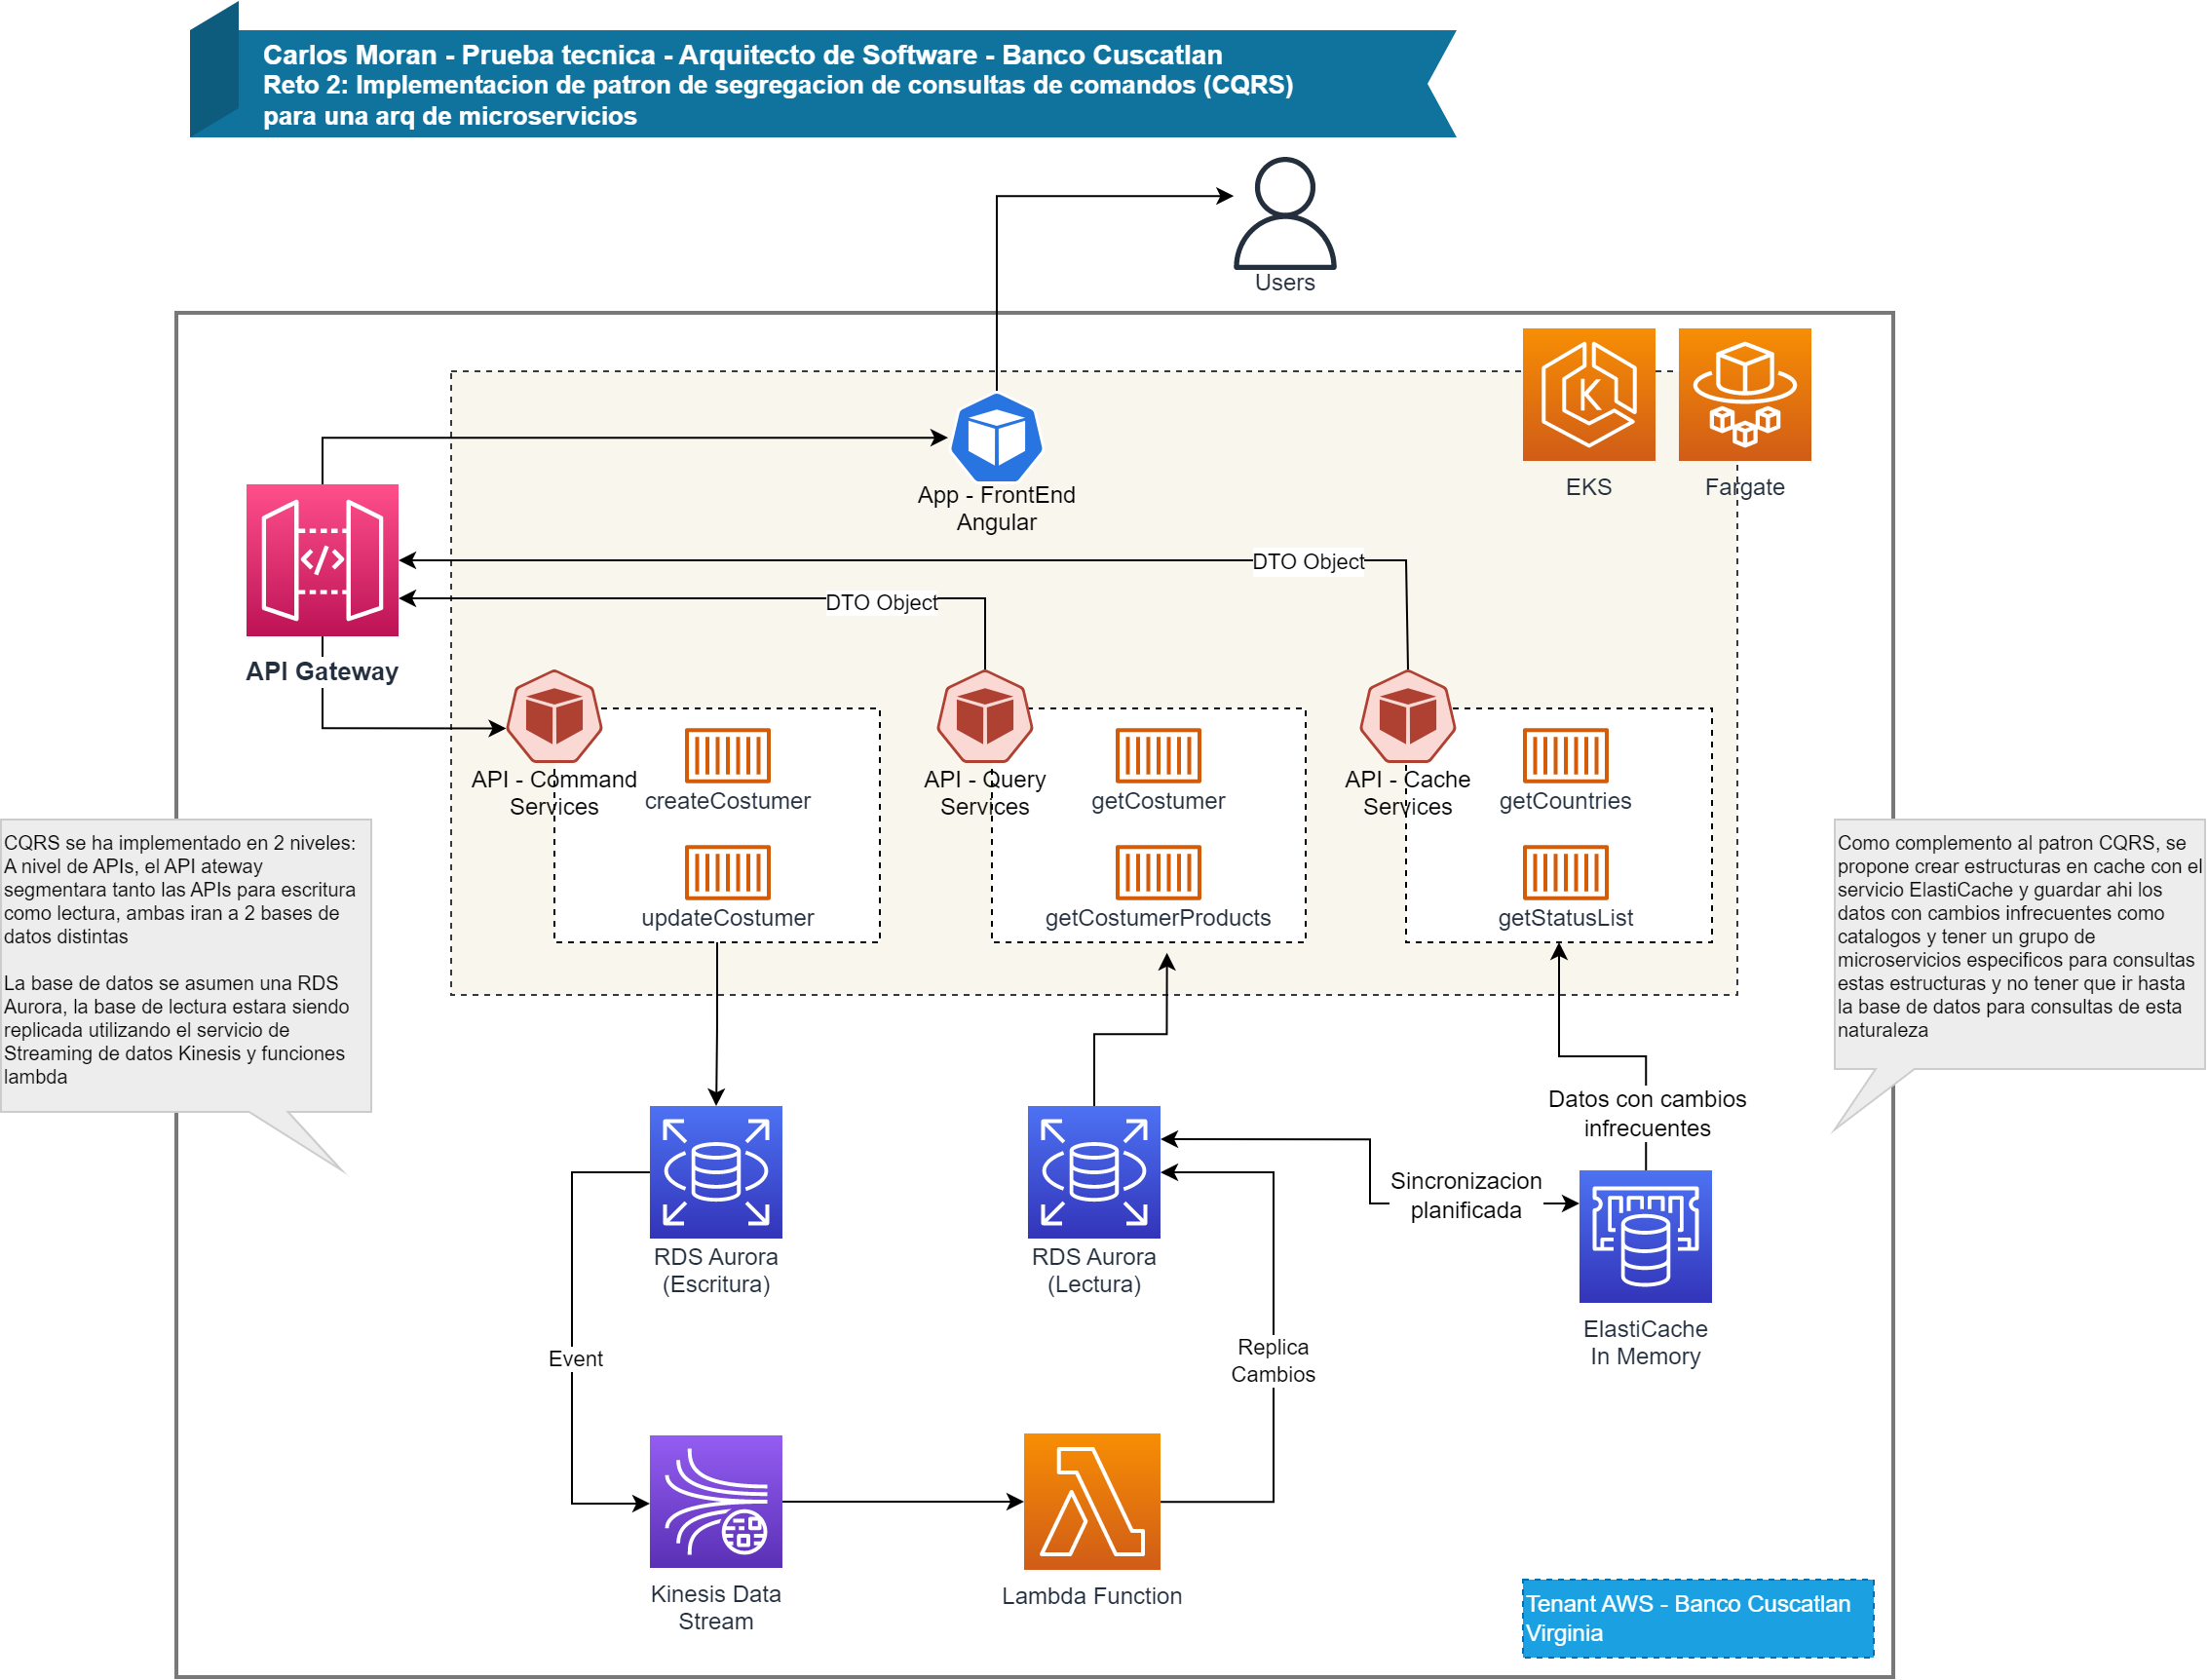 Carlos Moran - Prueba tecnica - Arquitecto de Software - Banco Cuscatlan
Reto 2: Implementacion de patron de segregacion de consultas de comandos (CQRS)
para una arq de microservicios
Users
EKS
Fargate
App - FrontEnd
Angular
DTO Object
DTO Object
API Gateway
API - Command
Services
createCostumer
updateCostumer
API - Query
Services
getCostumer
getCostumerProducts
API - Cache
Services
getCountries
getStatusList
CQRS se ha implementado en 2 niveles:
A nivel de APIs, el API ateway
segmentara tanto las APIs para escritura
como lectura, ambas iran a 2 bases de
datos distintas
La base de datos se asumen una RDS
Aurora, la base de lectura estara siendo
replicada utilizando el servicio de
Streaming de datos Kinesis y funciones
lambda
Como complemento al patron CQRS, se
propone crear estructuras en cache con el
servicio ElastiCache y guardar ahi los
datos con cambios infrecuentes como
catalogos y tener un grupo de
microservicios especificos para consultas
estas estructuras y no tener que ir hasta
la base de datos para consultas de esta
naturaleza
Datos con cambios
infrecuentes
Sincronizacion
planificada
RDS Aurora
(Escritura)
RDS Aurora
(Lectura)
ElastiCache
In Memory
Event
Replica
Cambios
Kinesis Data
Stream
Lambda Function
Tenant AWS - Banco Cuscatlan
Virginia